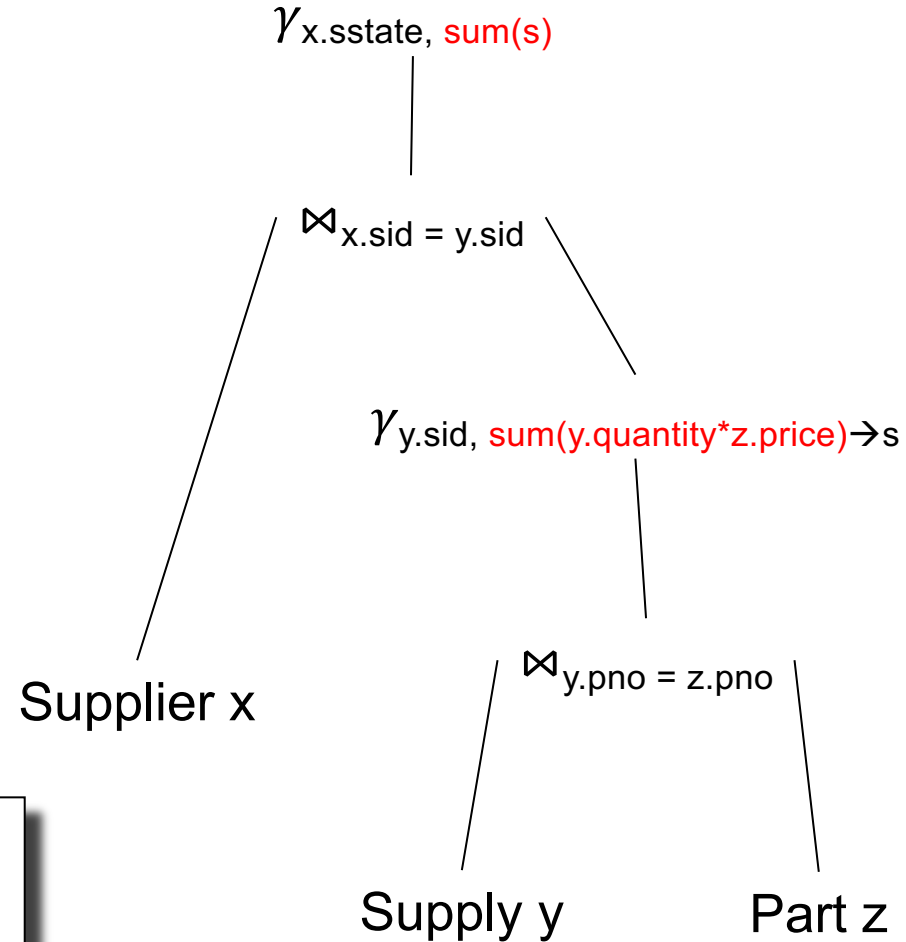 γx.sstate, sum(s)
⋈x.sid = y.sid
γy.sid, sum(y.quantity*z.price)→s
⋈y.pno = z.pno
Supplier x
Supply y
Part z